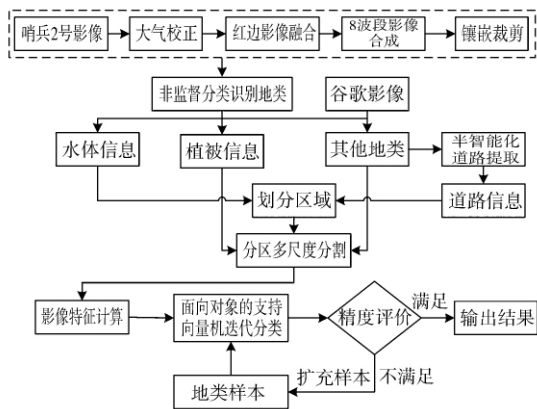 哨兵2号影像
大气校正
红边影像融合
8波段影像
合成
镶嵌裁剪
非监督分类识别地类
谷歌影像
水体信息
植被信息
其他地类
半智能化
道路提取
划分区域
道路信息
分区多尺度分割
影像特征计算
面向对象的支持
向量机迭代分类
精度评价
满足
输出结果
地类样本
扩充样本
不满足